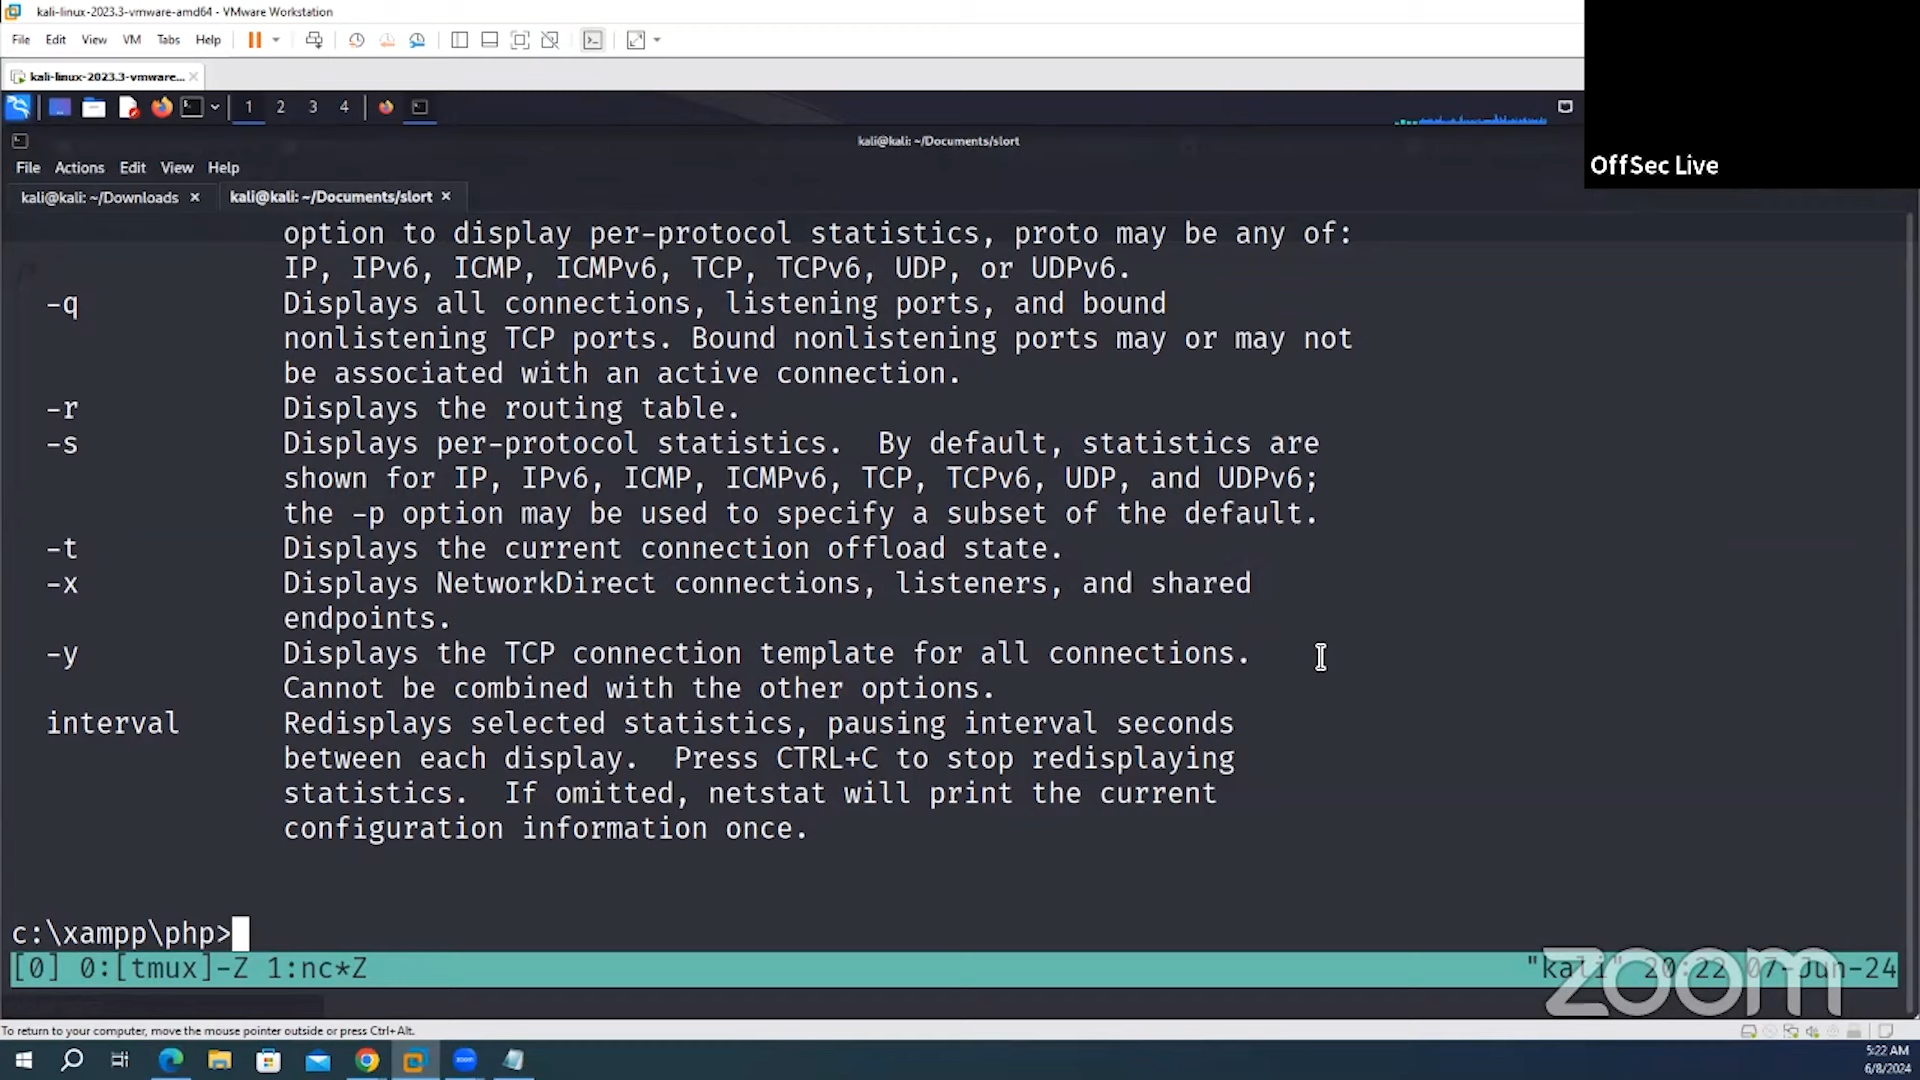 kali-linux-2023.3-vmware-amd64 - VMware Workstation
File Edit View VM Tabs Help
kali-linux-2023.3-vmware...
1 2 3 4
kali@kali: ~/Documents/slort
OffSec Live
File Actions Edit View Help
kali@kali: ~/Downloads kali@kali: ~/Documents/slort
option to display per-protocol statistics, proto may be any of:
IP, IPv6, ICMP, ICMPv6, TCP, TCPv6, UDP, or UDPv6.
-q Displays all connections, listening ports, and bound
nonlistening TCP ports. Bound nonlistening ports may or may not
be associated with an active connection.
-r Displays the routing table.
-s Displays per-protocol statistics.  By default, statistics are
shown for IP, IPv6, ICMP, ICMPv6, TCP, TCPv6, UDP, and UDPv6;
the -p option may be used to specify a subset of the default.
-t Displays the current connection offload state.
-x Displays NetworkDirect connections, listeners, and shared
endpoints.
-y Displays the TCP connection template for all connections.
Cannot be combined with the other options.
interval Redisplays selected statistics, pausing interval seconds
between each display.  Press CTRL+C to stop redisplaying
statistics.  If omitted, netstat will print the current
configuration information once.
c:\xampp\php>
[0] 0:[tmux]-Z 1:nc*Z "kali" 20:22 07-Jun-24
zoom
To return to your computer, move the mouse pointer outside or press Ctrl+Alt.
zoom
5:22 AM
6/8/2024